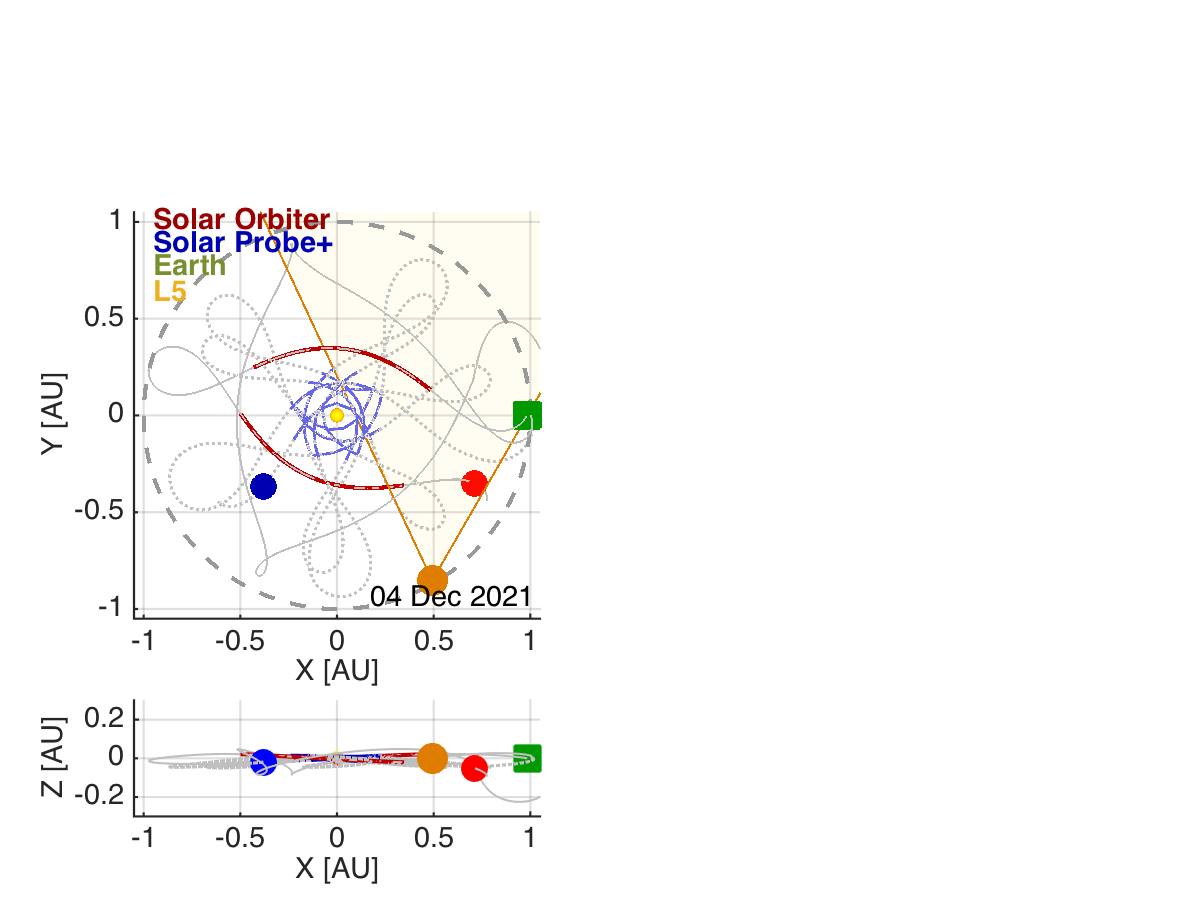 Solar Orbiter
Solar Probe+
Earth
L5
1
0.5
0
-0.5
-1
Y [AU]
04 Dec 2021
-1 -0.5 0 0.5 1
X [AU]
0.2
0
-0.2
Z [AU]
-1 -0.5 0 0.5 1
X [AU]